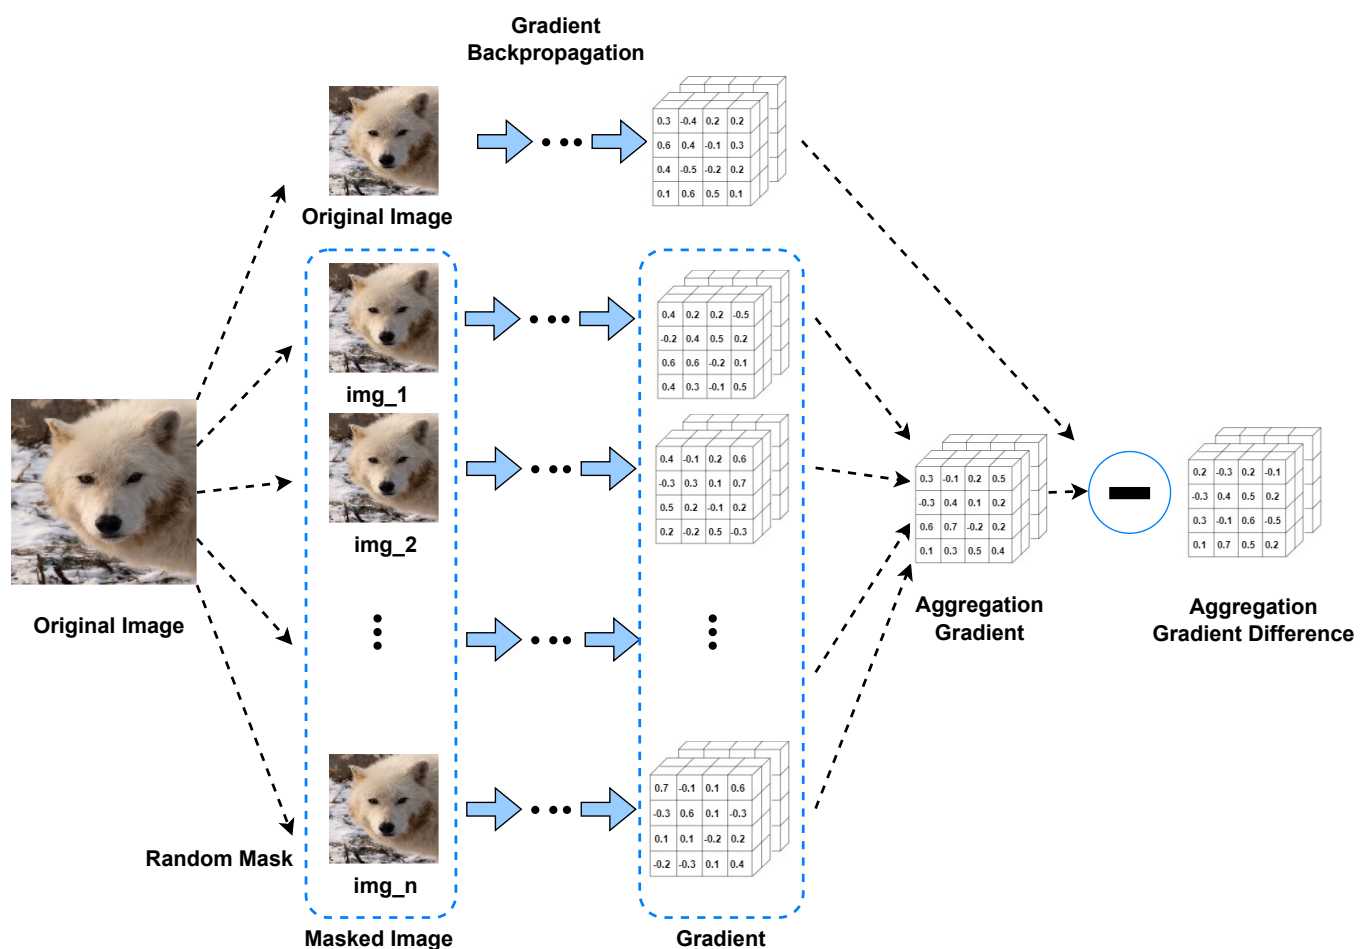 Gradient
Backpropagation
0.3 -0.4 0.2 0.2
0.6 0.4 -0.1 0.3
0.4 -0.5 -0.2 0.2
0.1 0.6 0.5 0.1
Original Image
0.4 0.2 0.2 -0.5
-0.2 0.4 0.5 0.2
0.6 0.6 -0.2 0.1
0.4 0.3 -0.1 0.5
img_1
0.4 -0.1 0.2 0.6
-0.3 0.3 0.1 0.7
0.5 0.2 -0.1 0.2
0.2 -0.2 0.5 -0.3
img_2
0.3 -0.1 0.2 0.5
-0.3 0.4 0.1 0.2
0.6 0.7 -0.2 0.2
0.1 0.3 0.5 0.4
0.2 -0.3 0.2 -0.1
-0.3 0.4 0.5 0.2
0.3 -0.1 0.6 -0.5
0.1 0.7 0.5 0.2
Original Image
Aggregation
Gradient
Aggregation
Gradient Difference
0.7 -0.1 0.1 0.6
-0.3 0.6 0.1 -0.3
0.1 0.1 -0.2 0.2
-0.2 -0.3 0.1 0.4
Random Mask
img_n
Masked Image
Gradient